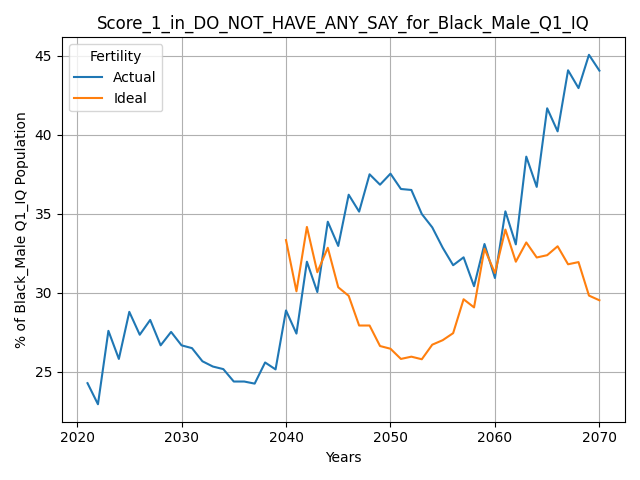 Score_1_in_DO_NOT_HAVE_ANY_SAY_for_Black_Male_Q1_IQ
Fertility
Actual
Ideal
% of Black_Male Q1_IQ Population
45
40
35
30
25
2020 2030 2040 2050 2060 2070
Years